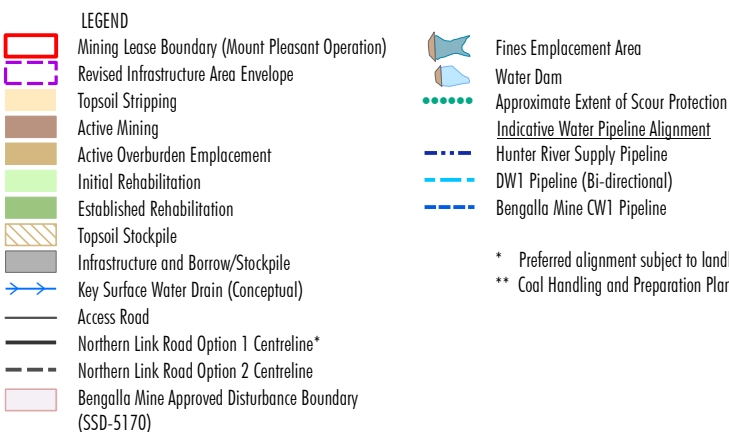 LEGEND
Mining Lease Boundary (Mount Pleasant Operation)
Revised Infrastructure Area Envelope
Topsoil Stripping
Active Mining
Active Overburden Emplacement
Initial Rehabilitation
Established Rehabilitation
Topsoil Stockpile
Infrastructure and Borrow/Stockpile
Key Surface Water Drain (Conceptual)
Access Road
Northern Link Road Option 1 Centreline*
Northern Link Road Option 2 Centreline
Bengalla Mine Approved Disturbance Boundary
(SSD-5170)
Fines Emplacement Area
Water Dam
Approximate Extent of Scour Protection
Indicative Water Pipeline Alignment
Hunter River Supply Pipeline
DW1 Pipeline (Bi-directional)
Bengalla Mine CW1 Pipeline
* Preferred alignment subject to
** Coal Handling and Preparation